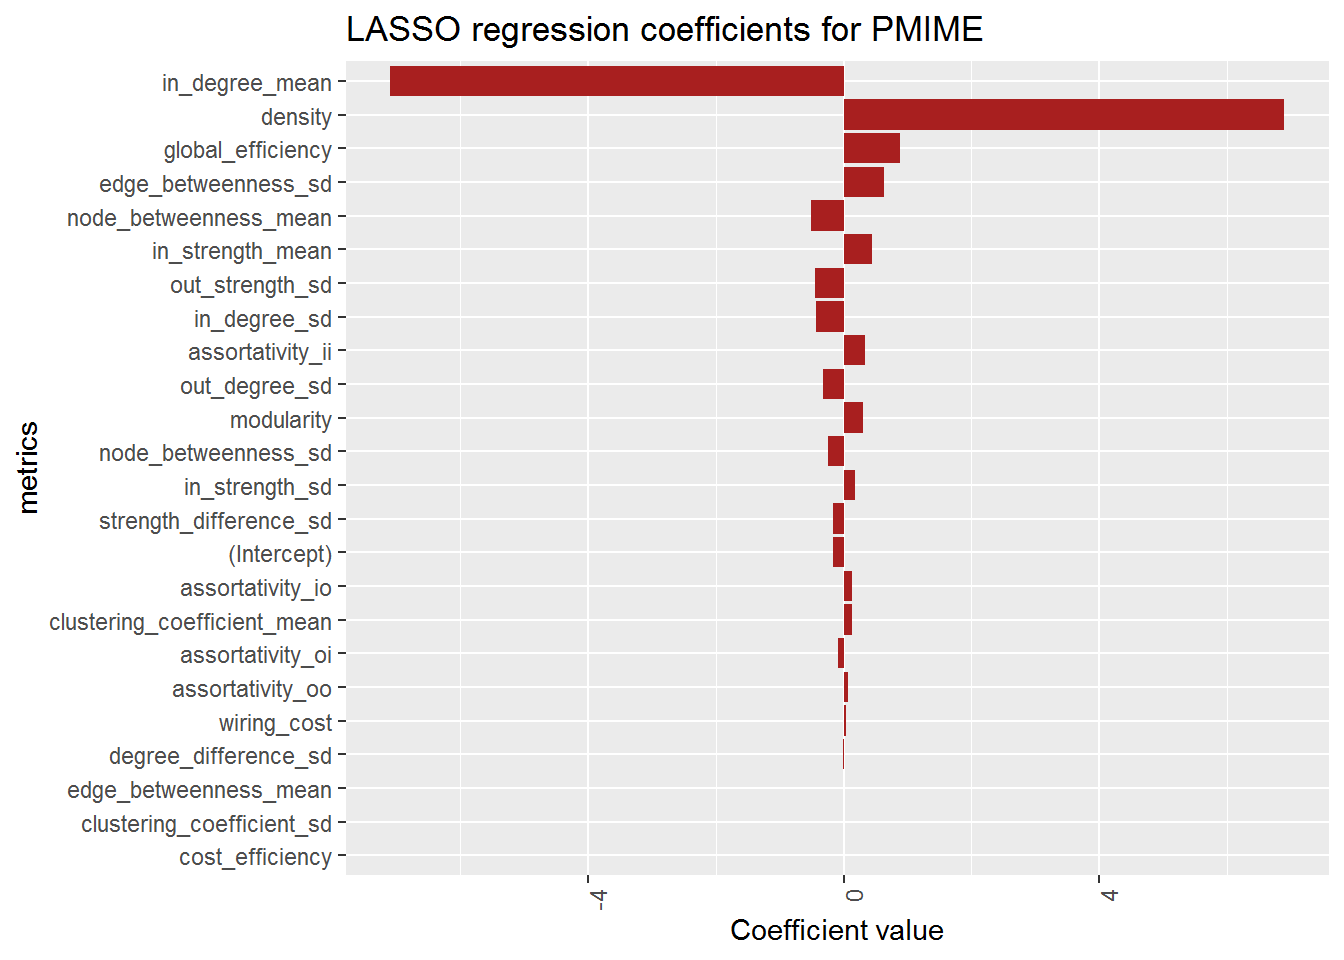 LASSO regression coefficients for PMIME
in_degree_mean
density
global_efficiency
edge_betweenness_sd
node_betweenness_mean
in_strength_mean
out_strength_sd
in_degree_sd
assortativity_ii
out_degree_sd
modularity
node_betweenness_sd
in_strength_sd
strength_difference_sd
(Intercept)
assortativity_io
clustering_coefficient_mean
assortativity_oi
assortativity_oo
wiring_cost
degree_difference_sd
edge_betweenness_mean
clustering_coefficient_sd
cost_efficiency
metrics
-4
0
4
Coefficient value